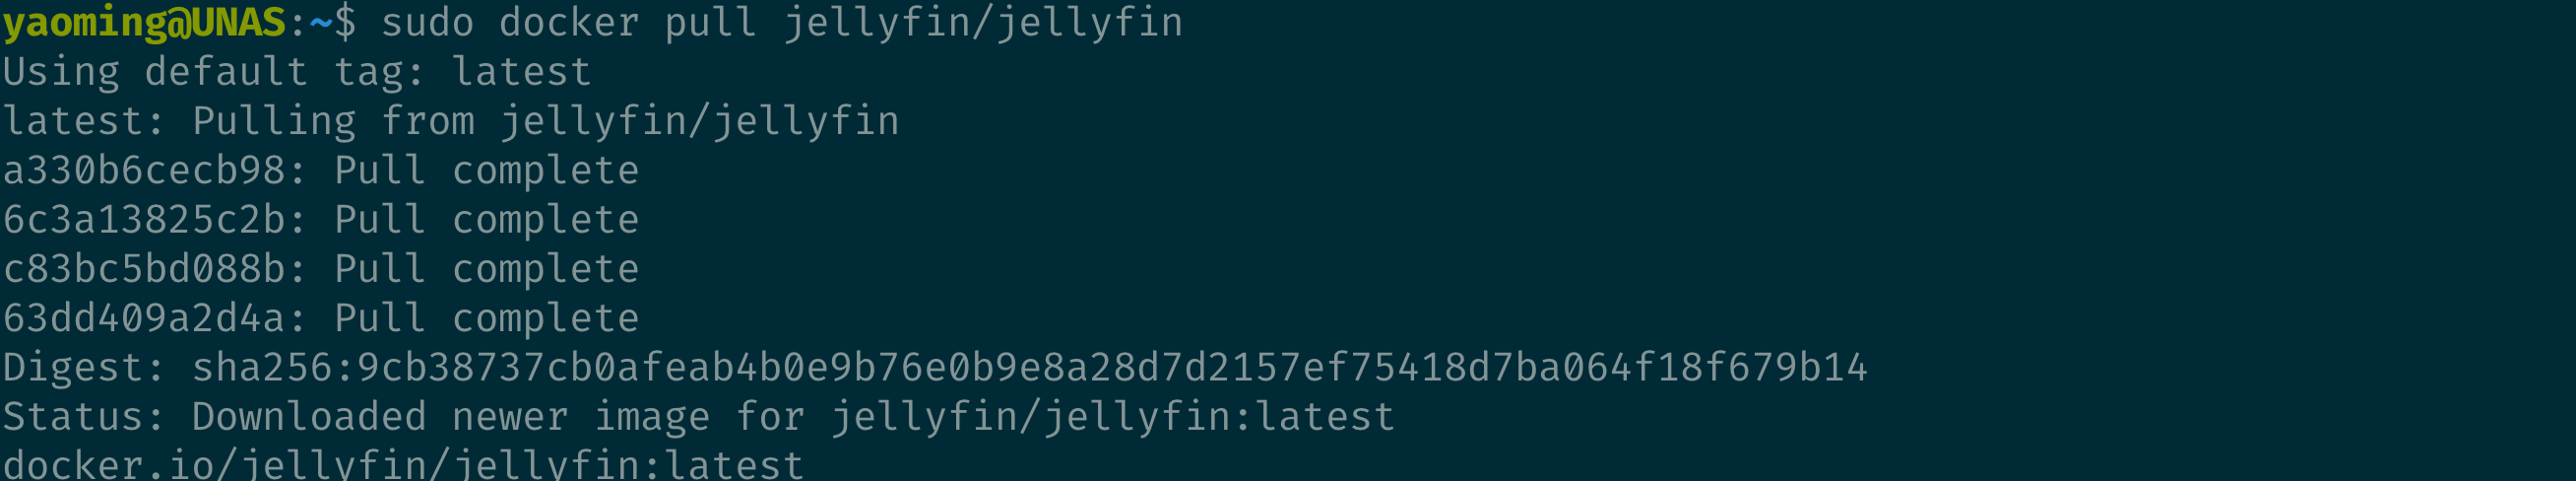 yaoming@UNAS:~$ sudo docker pull jellyfin/jellyfin
Using default tag: latest
latest: Pulling from jellyfin/jellyfin
a330b6cecb98: Pull complete
6c3a13825c2b: Pull complete
c83bc5bd088b: Pull complete
63dd409a2d4a: Pull complete
Digest: sha256:9cb38737cb0afeab4b0e9b76e0b9e8a28d7d2157ef75418d7ba064f18f679b14
Status: Downloaded newer image for jellyfin/jellyfin:latest
docker.io/jellyfin/jellyfin:latest